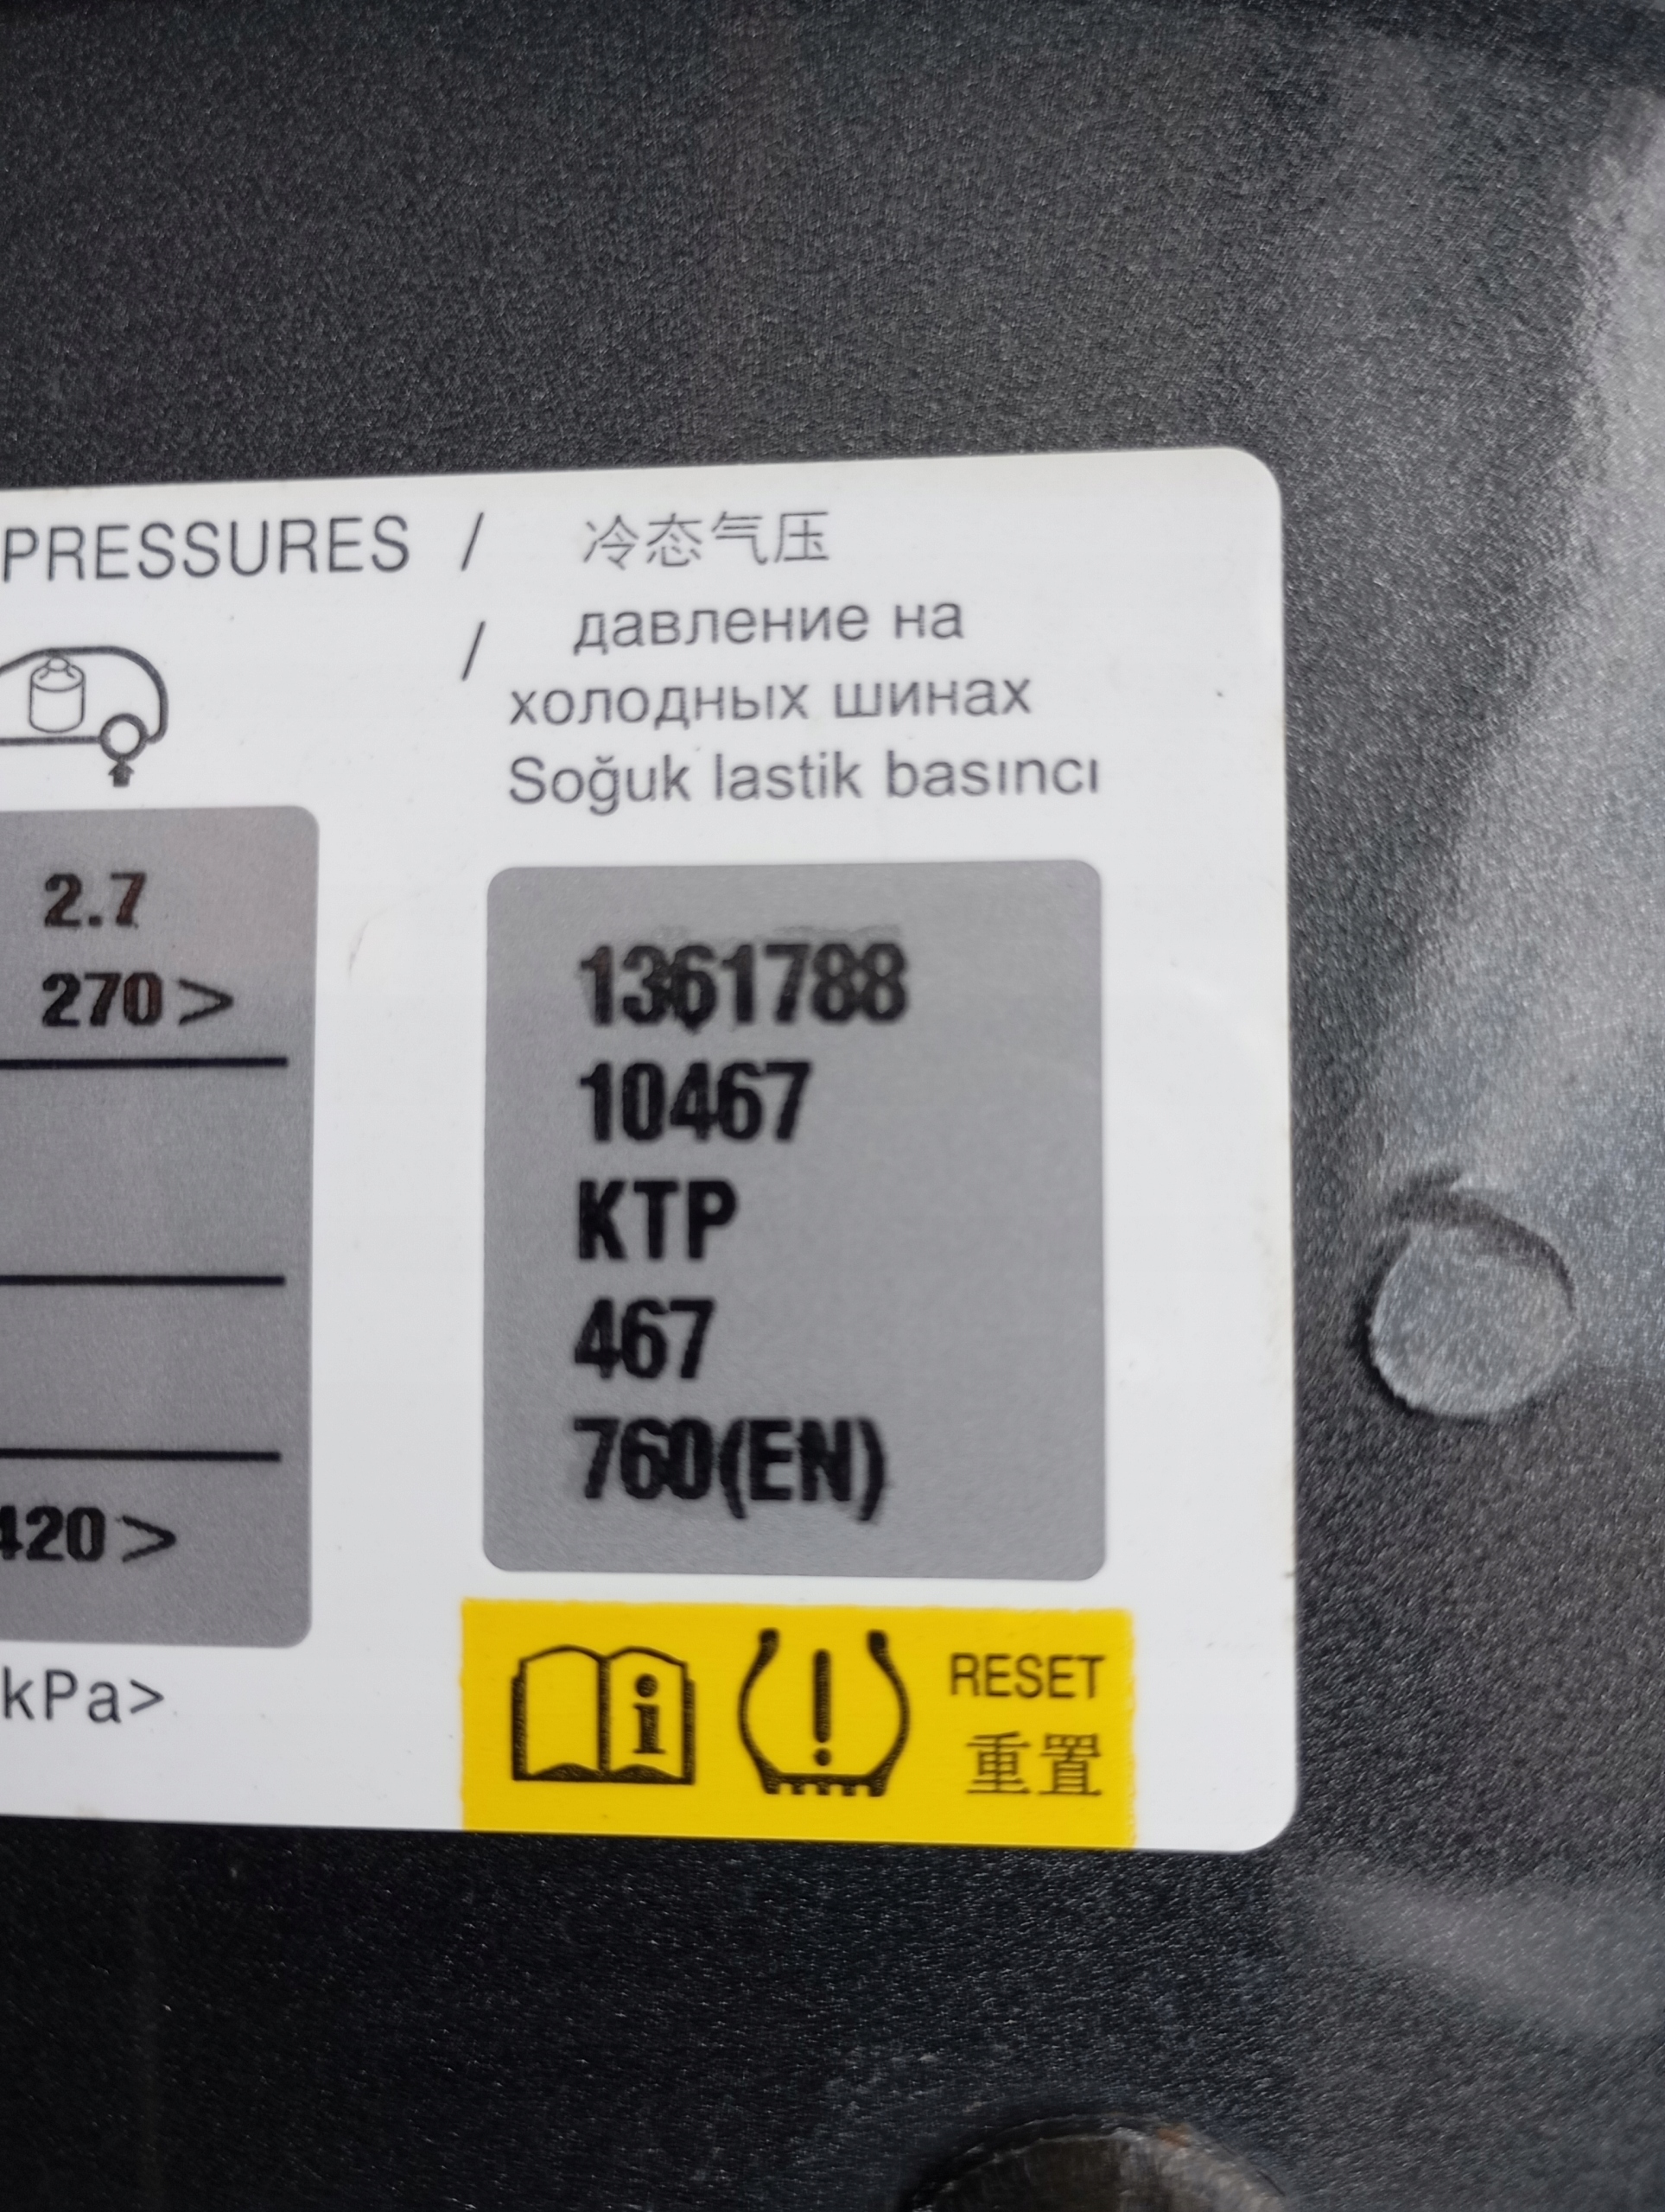 PRESSURES / 冷态气压
/ давление на
холодных шинах
Soğuk lastik basıncı
2.7
270>
420>
kPa>
1361788
10467
KTP
467
760(EN)
RESET
重置